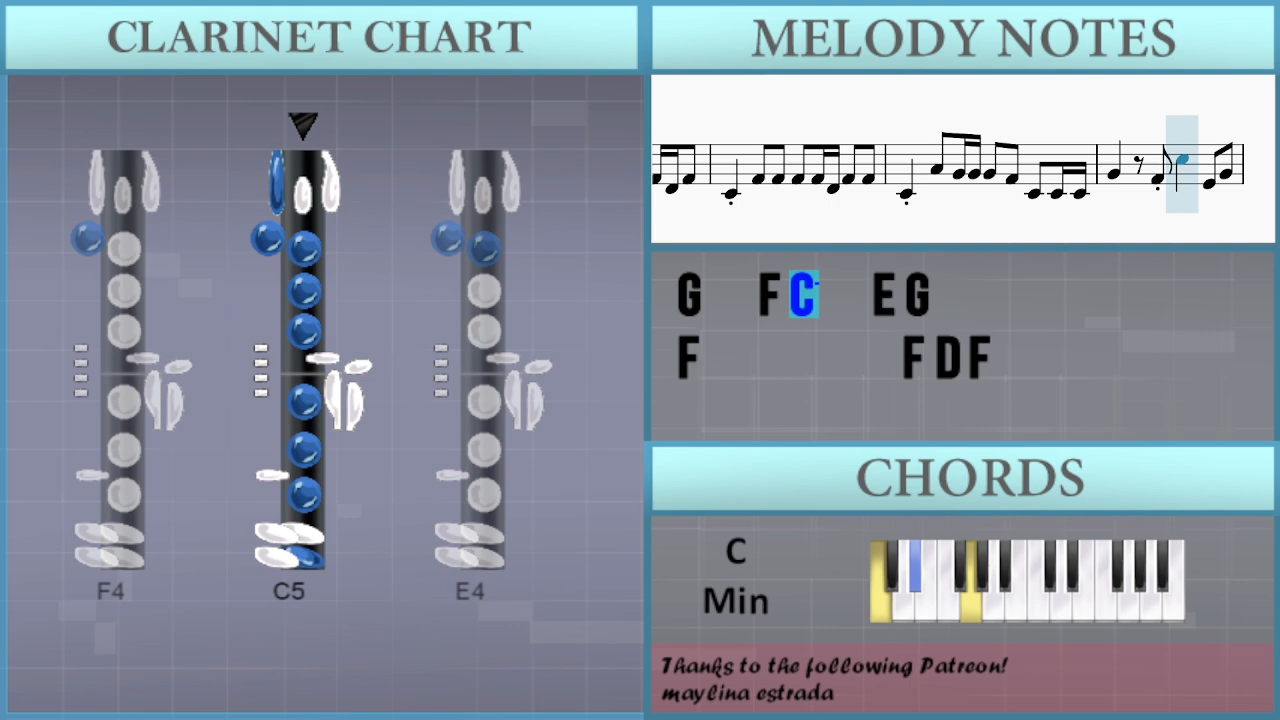 CLARINET CHART
F4 C5 E4
MELODY NOTES
G F C E G
F F D F
CHORDS
C
Min
Thanks to the following Patreon!
maylina estrada